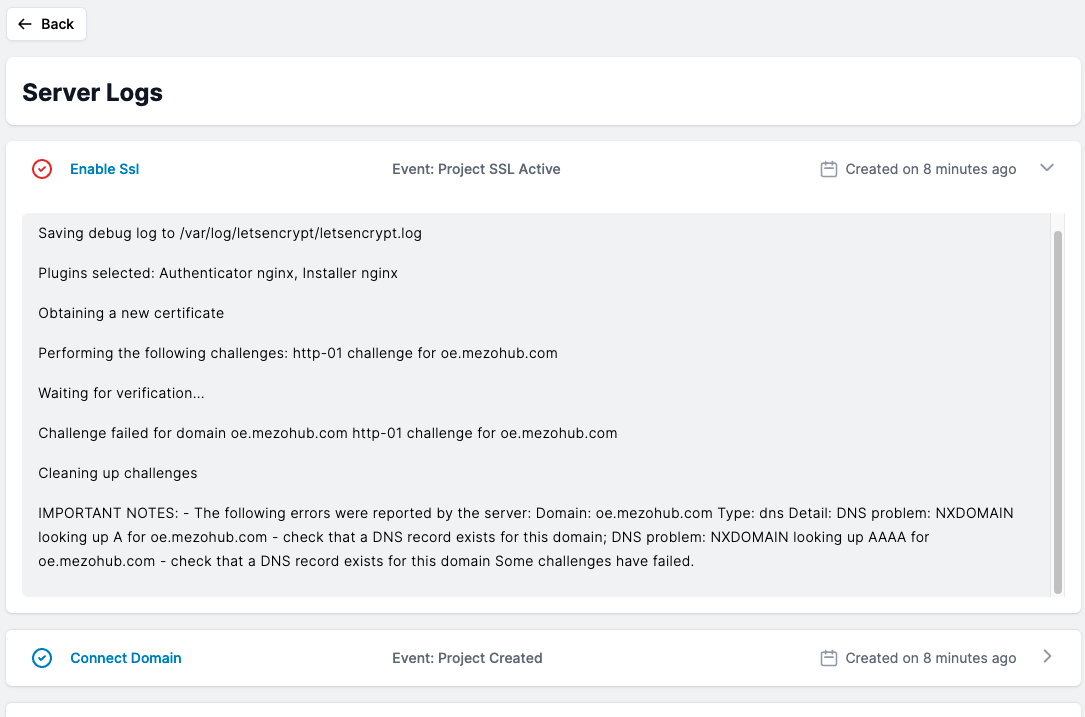 Back
Server Logs
Enable Ssl
Event: Project SSL Active
Created on 8 minutes ago
Saving debug log to /var/log/letsencrypt/letsencrypt.log
Plugins selected: Authenticator nginx, Installer nginx
Obtaining a new certificate
Performing the following challenges: http-01 challenge for oe.mezohub.com
Waiting for verification...
Challenge failed for domain oe.mezohub.com http-01 challenge for oe.mezohub.com
Cleaning up challenges
IMPORTANT NOTES: - The following errors were reported by the server: Domain: oe.mezohub.com Type: dns Detail: DNS problem: NXDOMAIN
looking up A for oe.mezohub.com - check that a DNS record exists for this domain; DNS problem: NXDOMAIN looking up AAAA for
oe.mezohub.com - check that a DNS record exists for this domain Some challenges have failed.
Connect Domain
Event: Project Created
Created on 8 minutes ago